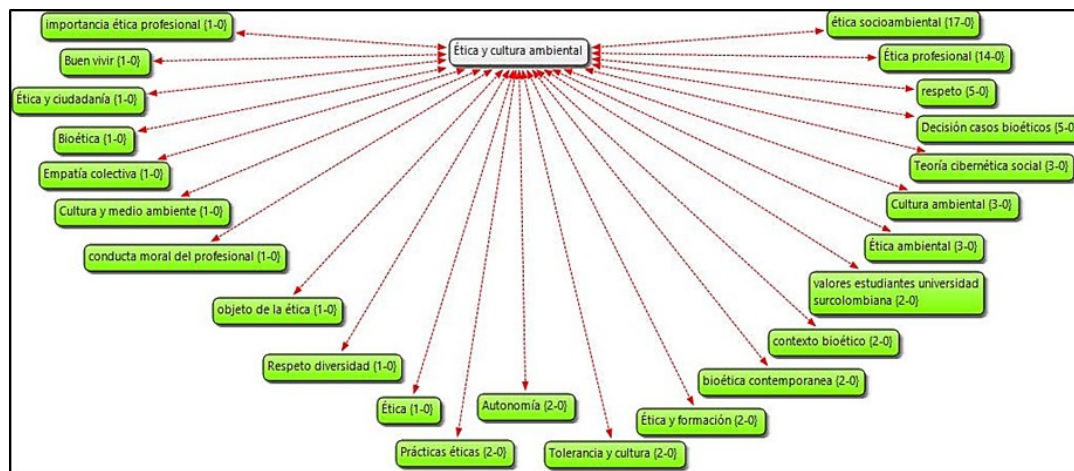 importancia ética profesional {1-0}
Buen vivir {1-0}
Ética y ciudadanía {1-0}
Bioética {1-0}
Empatía colectiva {1-0}
Cultura y medio ambiente {1-0}
conducta moral del profesional {1-0}
objeto de la ética {1-0}
Respeto diversidad {1-0}
Ética {1-0}
Prácticas éticas {2-0}
Autonomía {2-0}
Ética y cultura ambiental
ética socioambiental {17-0}
Ética profesional {14-0}
respeto {5-0}
Decisión casos bioéticos {5-0
Teoría cibernética social {3-0}
Cultura ambiental {3-0}
Ética ambiental {3-0}
valores estudiantes universidad
surcolombiana {2-0}
contexto bioético {2-0}
bioética contemporanea {2-0}
Ética y formación {2-0}
Tolerancia y cultura {2-0}